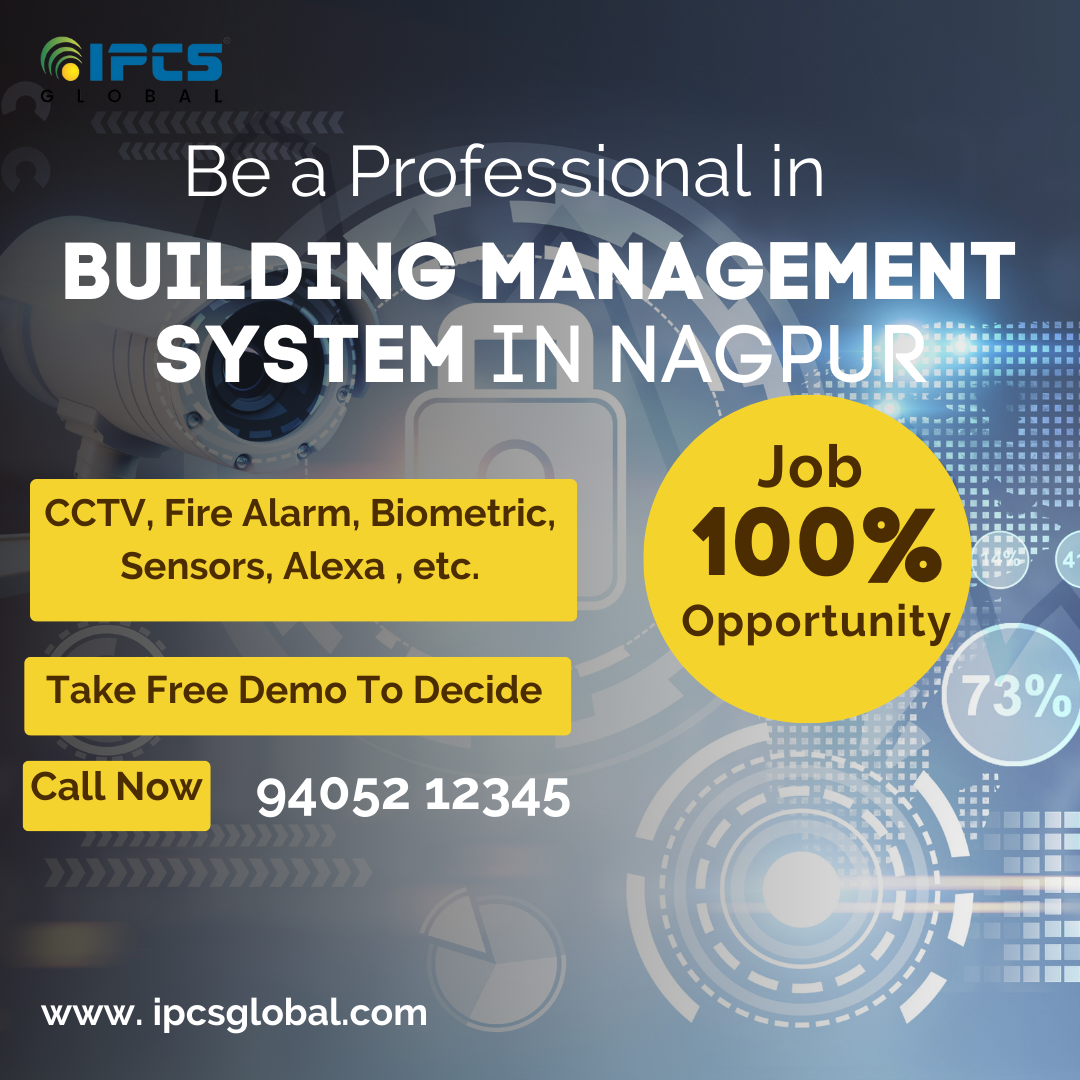 IPCS
GLOBAL
Be a Professional in
BUILDING MANAGEMENT
SYSTEM IN NAGPUR
Job
100%
Opportunity
CCTV, Fire Alarm, Biometric,
Sensors, Alexa , etc.
14%
73%
Take Free Demo To Decide
Call Now 94052 12345
www. ipcsglobal.com